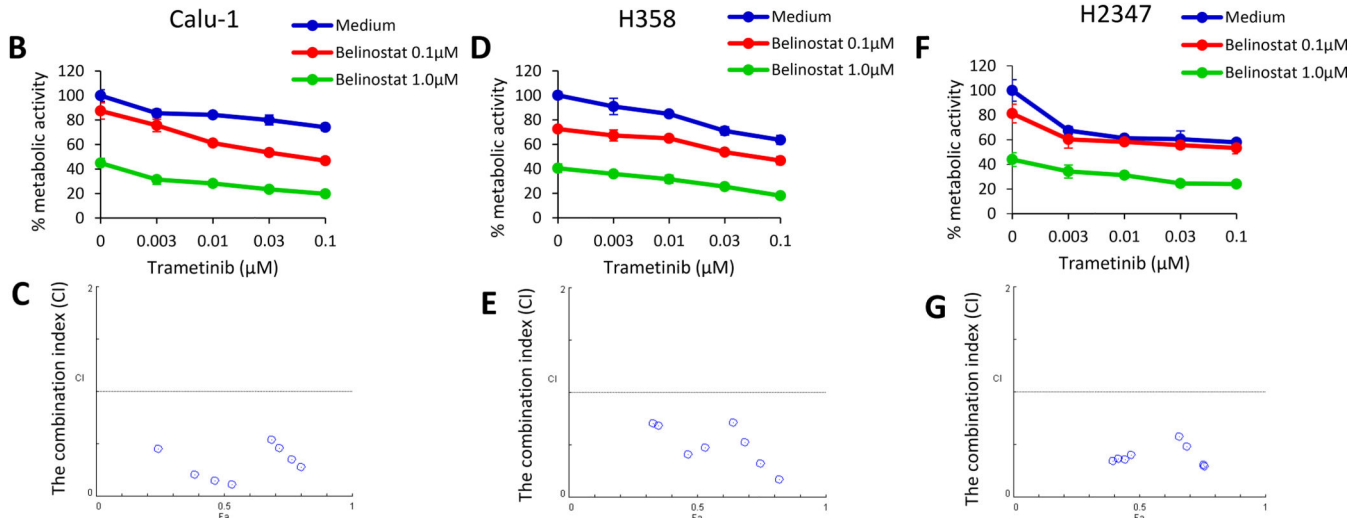 Calu-1
Medium
Belinostat 0.1µM
Belinostat 1.0µM
B
% metabolic activity
120
100
80
60
40
20
0
0 0.003 0.01 0.03 0.1
Trametinib (µM)
H358
Medium
Belinostat 0.1µM
Belinostat 1.0µM
D
% metabolic activity
120
100
80
60
40
20
0
0 0.003 0.01 0.03 0.1
Trametinib (µM)
H2347
Medium
Belinostat 0.1µM
Belinostat 1.0µM
F
% metabolic activity
120
100
80
60
40
20
0
0 0.003 0.01 0.03 0.1
Trametinib (µM)
C
The combination index (CI)
2
CI
0
0 0.5 1
Fa
E
The combination index (CI)
2
CI
0
0 0.5 1
Fa
G
The combination index (CI)
2
CI
0
0 0.5 1
Fa